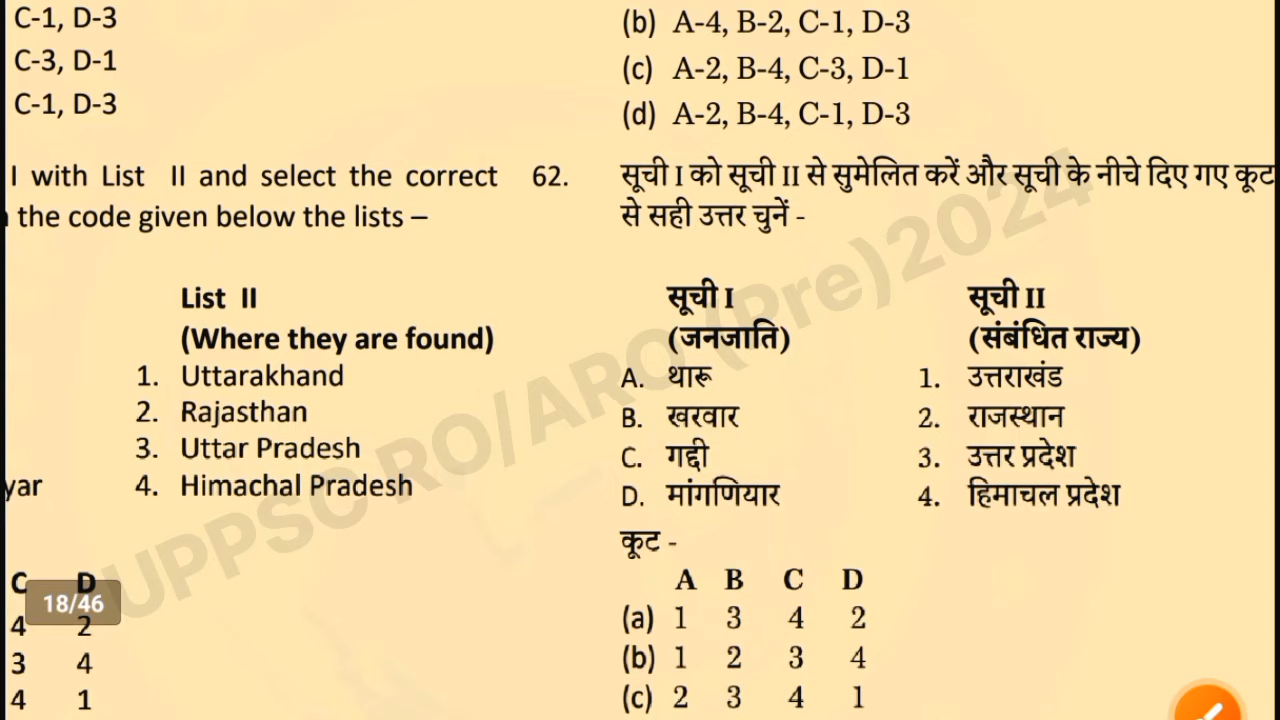 C-1, D-3
C-3, D-1
C-1, D-3
I with List II and select the correct
the code given below the lists –
List II
(Where they are found)
1. Uttarakhand
2. Rajasthan
3. Uttar Pradesh
yar 4. Himachal Pradesh
C D
4 2
3 4
4 1
18/46
(b) A-4, B-2, C-1, D-3
(c) A-2, B-4, C-3, D-1
(d) A-2, B-4, C-1, D-3
62. सूची I को सूची II से सुमेलित करें और सूची के नीचे दिए गए कूट
से सही उत्तर चुनें -
सूची I सूची II
(जनजाति) (संबंधित राज्य)
A. थारू 1. उत्तराखंड
B. खरवार 2. राजस्थान
C. गद्दी 3. उत्तर प्रदेश
D. मांगणियार 4. हिमाचल प्रदेश
कूट -
A B C D
(a) 1 3 4 2
(b) 1 2 3 4
(c) 2 3 4 1
UPPSC RO/ARO (Pre) 2024